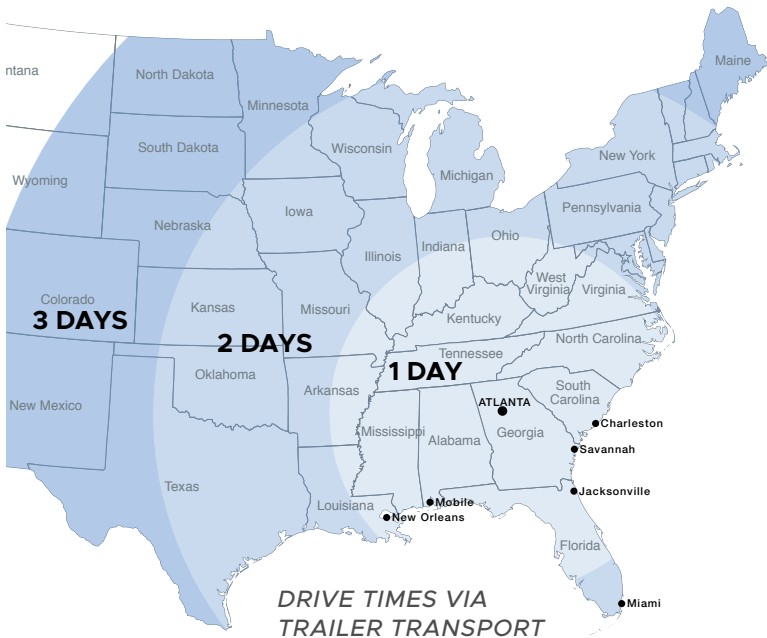 Maine
North Dakota
ntana
Minnesota
South Dakota
Wisconsin
New York
Michigan
Wyoming
Pennsylvania
Iowa
Nebraska
Ohio
Indiana
Illinois
West
Virginia
Virginia
Colorado
Kansas
Missouri
3 DAYS
Kentucky
North Carolina
2 DAYS
Tennessee
1 DAY
Oklahoma
South
Carolina
Arkansas
ATLANTA
New Mexico
Charleston
Mississippi
Alabama
Georgia
Savannah
Texas
Jacksonville
Louisiana
Mobile
New Orleans
Florida
DRIVE TIMES VIA
TRAILER TRANSPORT
Miami